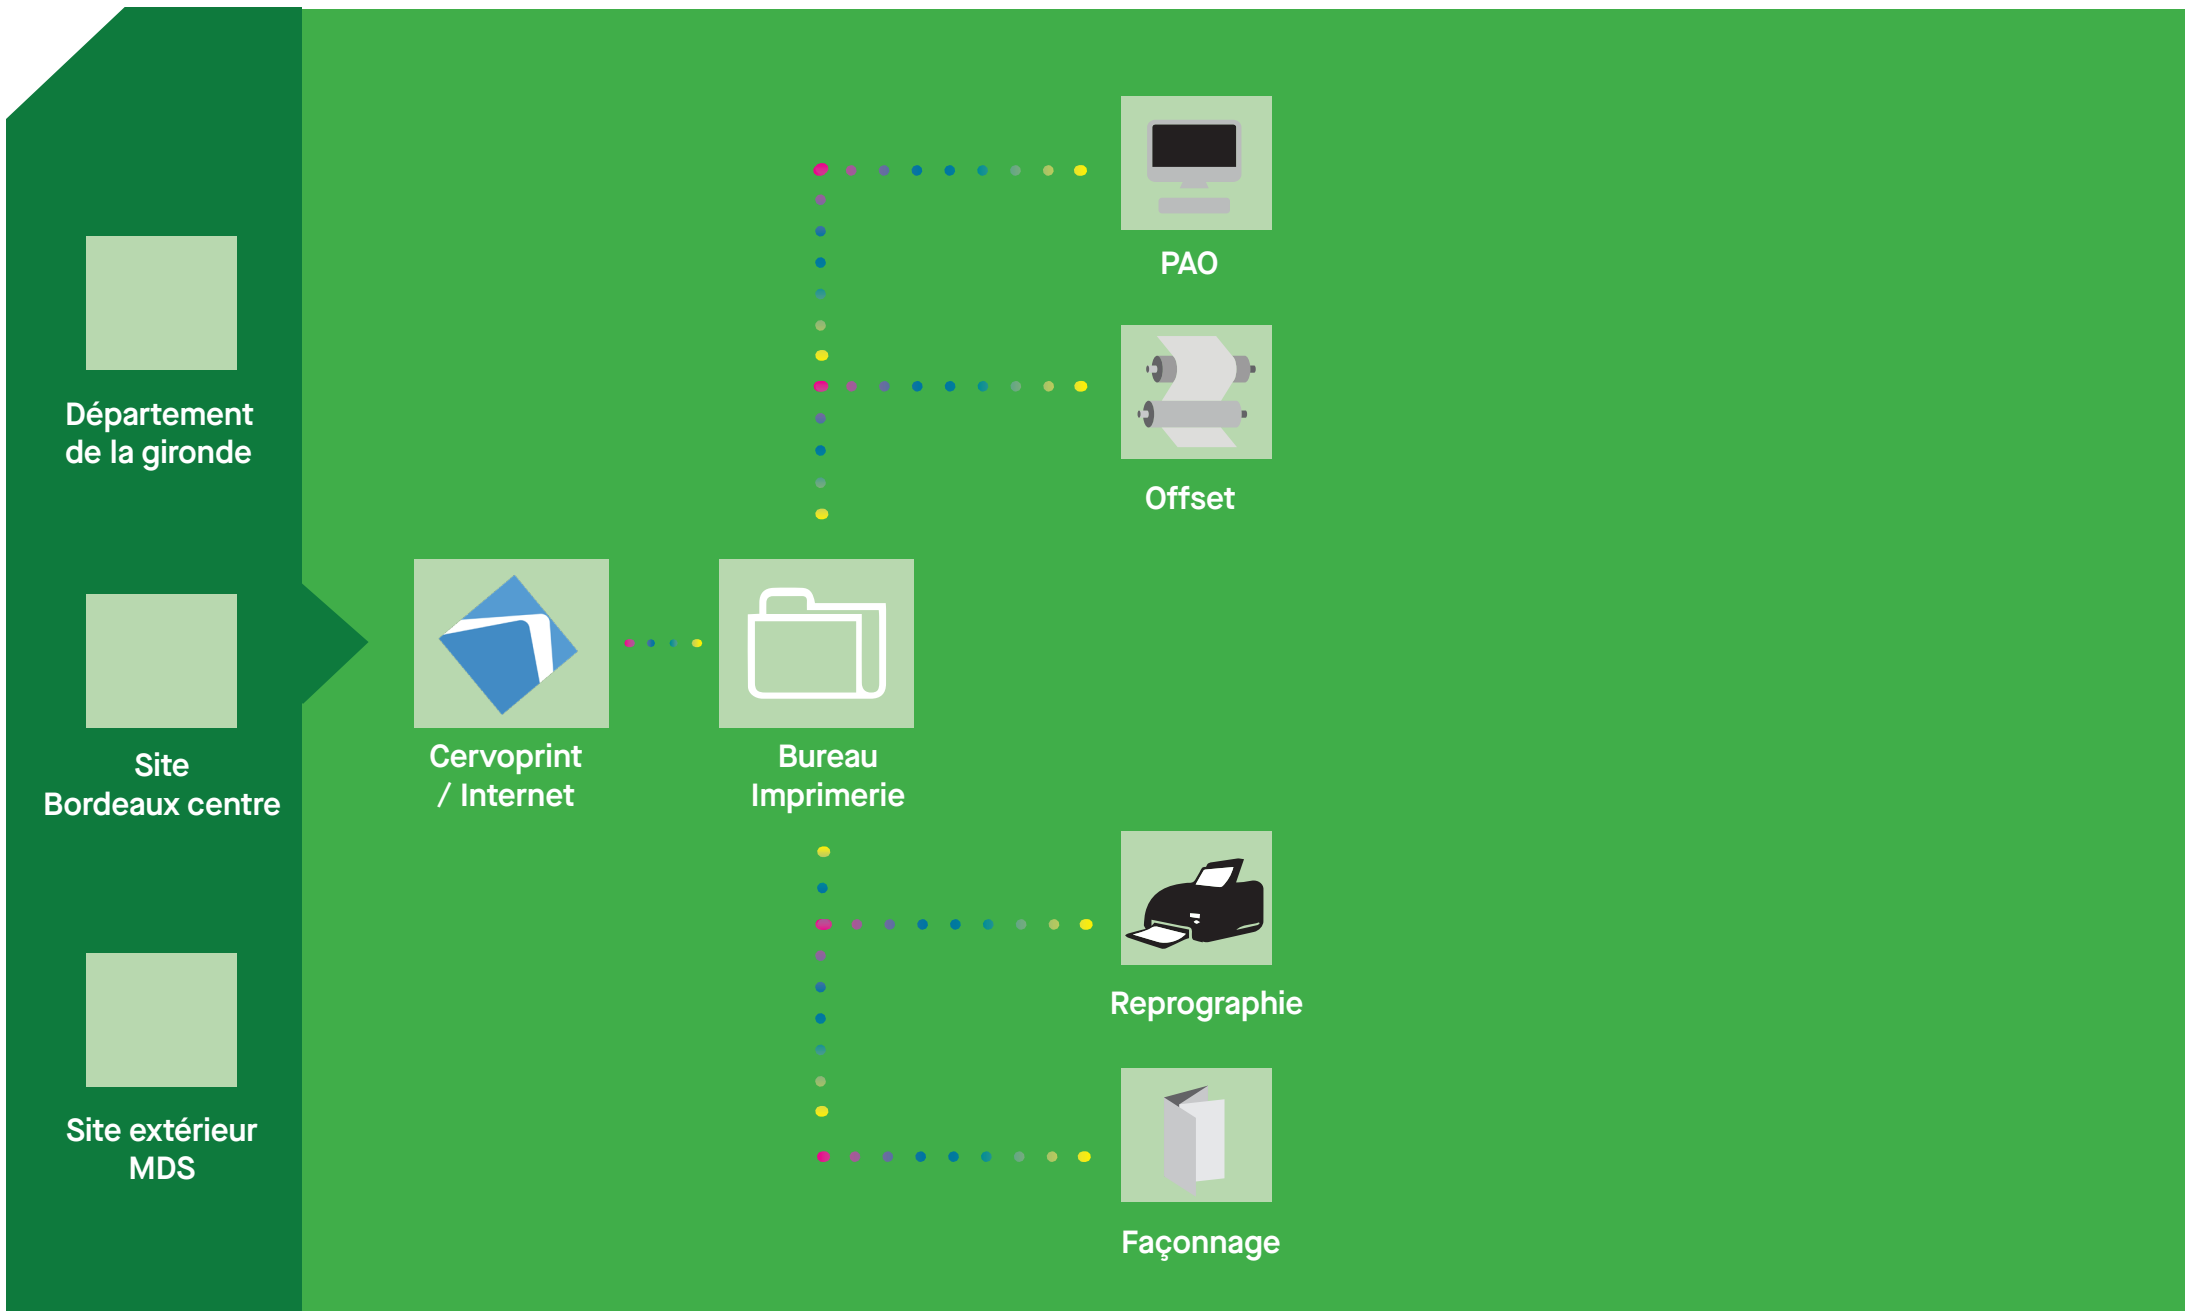 Département
de la gironde
Site
Bordeaux centre
Site extérieur
MDS
Cervoprint
/ Internet
Bureau
Imprimerie
PAO
Offset
Reprographie
Façonnage